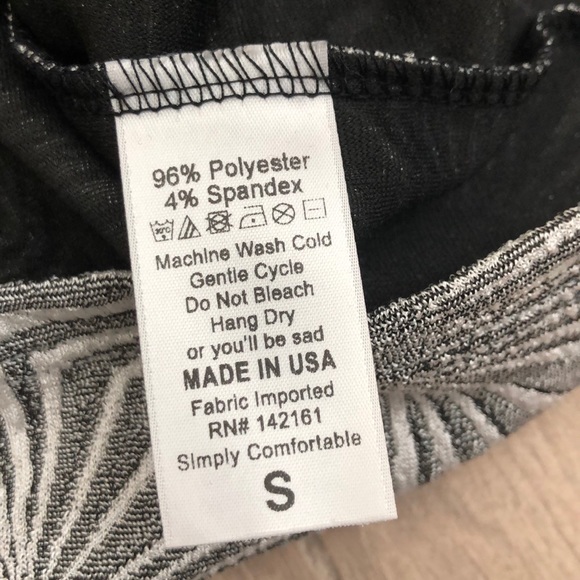 96% Polyester
4% Spandex
30°C
Machine Wash Cold
Gentle Cycle
Do Not Bleach
Hang Dry
or you'll be sad
MADE IN USA
Fabric Imported
RN# 142161
Simply Comfortable
S